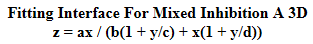 Fitting Interface For Mixed Inhibition A 3D
z = ax / (b(1 + y/c) + x(1 + y/d))